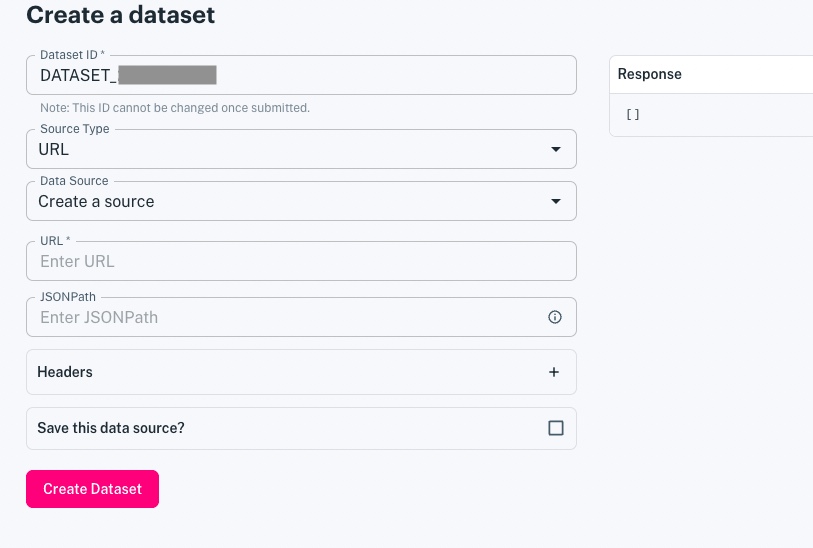 Create a dataset
Dataset ID *
DATASET_
Note: This ID cannot be changed once submitted.
Source Type
URL
Data Source
Create a source
URL *
Enter URL
JSONPath
Enter JSONPath
Headers
Save this data source?
Create Dataset
Response
[]